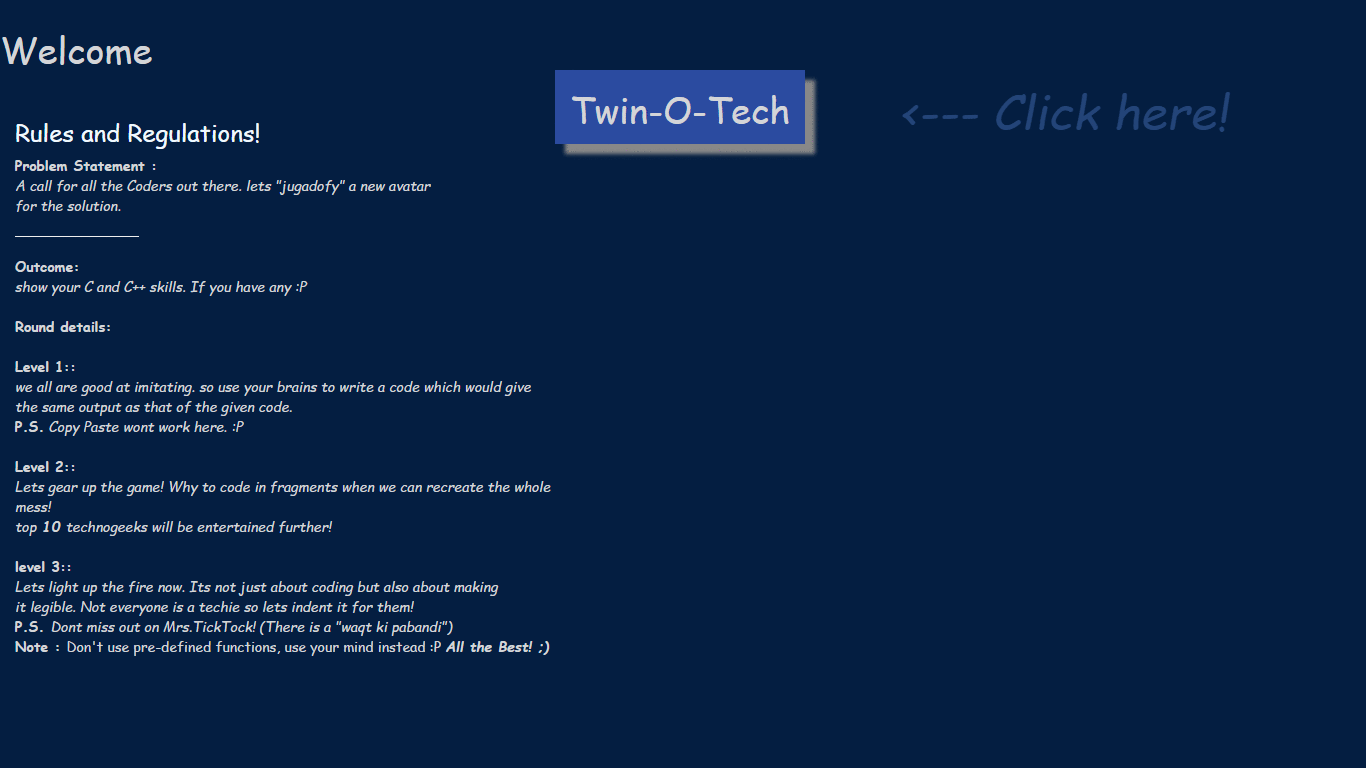 Welcome
Twin-O-Tech
<--- Click here!
Rules and Regulations!
Problem Statement :
A call for all the Coders out there. lets "jugadofy" a new avatar
for the solution.
Outcome:
show your C and C++ skills. If you have any :P
Round details:
Level 1::
we all are good at imitating. so use your brains to write a code which would give
the same output as that of the given code.
P.S. Copy Paste wont work here. :P
Level 2::
Lets gear up the game! Why to code in fragments when we can recreate the whole
mess!
top 10 technogeeks will be entertained further!
level 3::
Lets light up the fire now. Its not just about coding but also about making
it legible. Not everyone is a techie so lets indent it for them!
P.S. Dont miss out on Mrs.TickTock! (There is a "waqt ki pabandi")
Note : Don't use pre-defined functions, use your mind instead :P All the Best! ;)